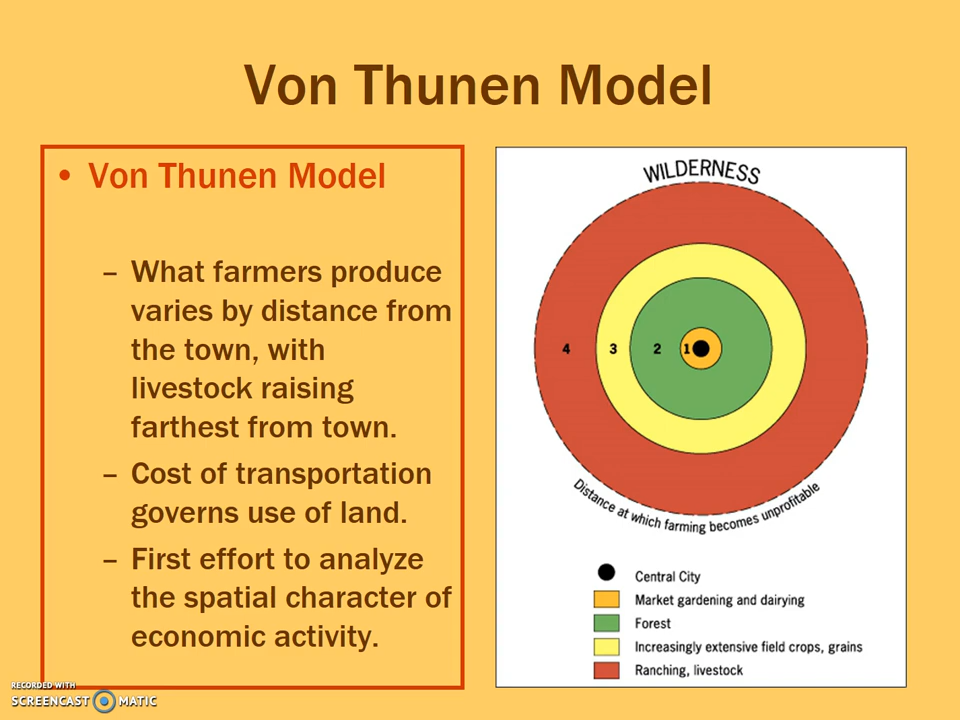 Von Thunen Model
• Von Thunen Model
– What farmers produce
varies by distance from
the town, with
livestock raising
farthest from town.
– Cost of transportation
governs use of land.
– First effort to analyze
the spatial character of
economic activity.
WILDERNESS
4 3 2 1
Distance at which farming becomes unprofitable
Central City
Market gardening and dairying
Forest
Increasingly extensive field crops, grains
Ranching, livestock
RECORDED WITH
SCREENCAST MATIC